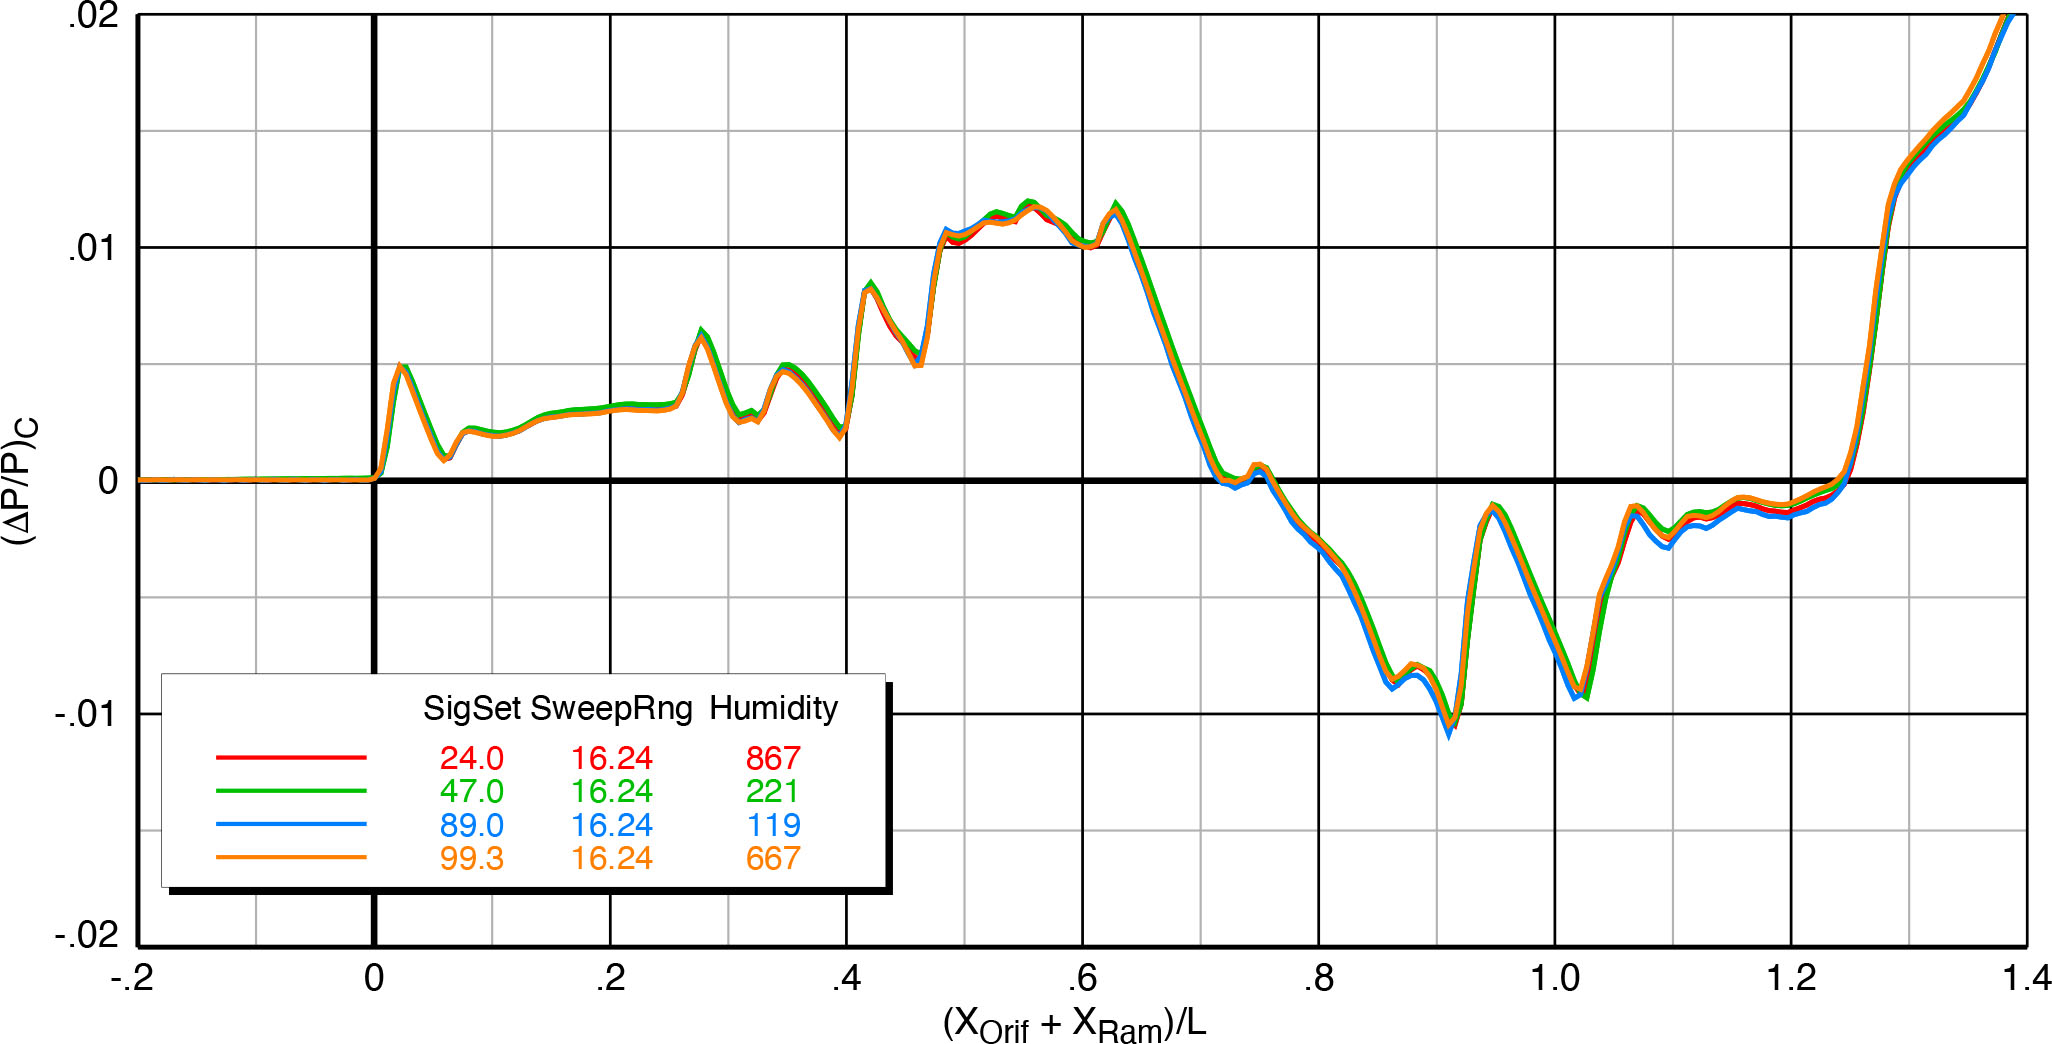 .02
.01
0
-.01
-.02
(ΔP/P)C
SigSet SweepRng Humidity
24.0 16.24 867
47.0 16.24 221
89.0 16.24 119
99.3 16.24 667
-.2 0 .2 .4 .6 .8 1.0 1.2 1.4
(XOrif + XRam)/L